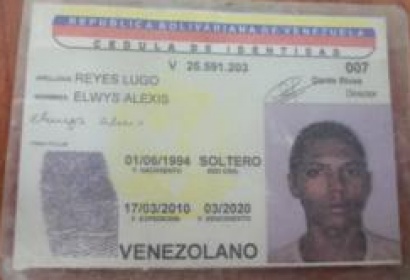 REPUBLICA BOLIVARIANA DE VENEZUELA
CEDULA DE IDENTIDAD
V 25.591.203 007
APELLIDOS REYES LUGO
NOMBRES ELWYS ALEXIS
Dante Rivas
Director
01/06/1994 SOLTERO
F. NACIMIENTO EDO CIVIL
17/03/2010 03/2020
F. EXPEDICION F. VENCIMIENTO
VENEZOLANO